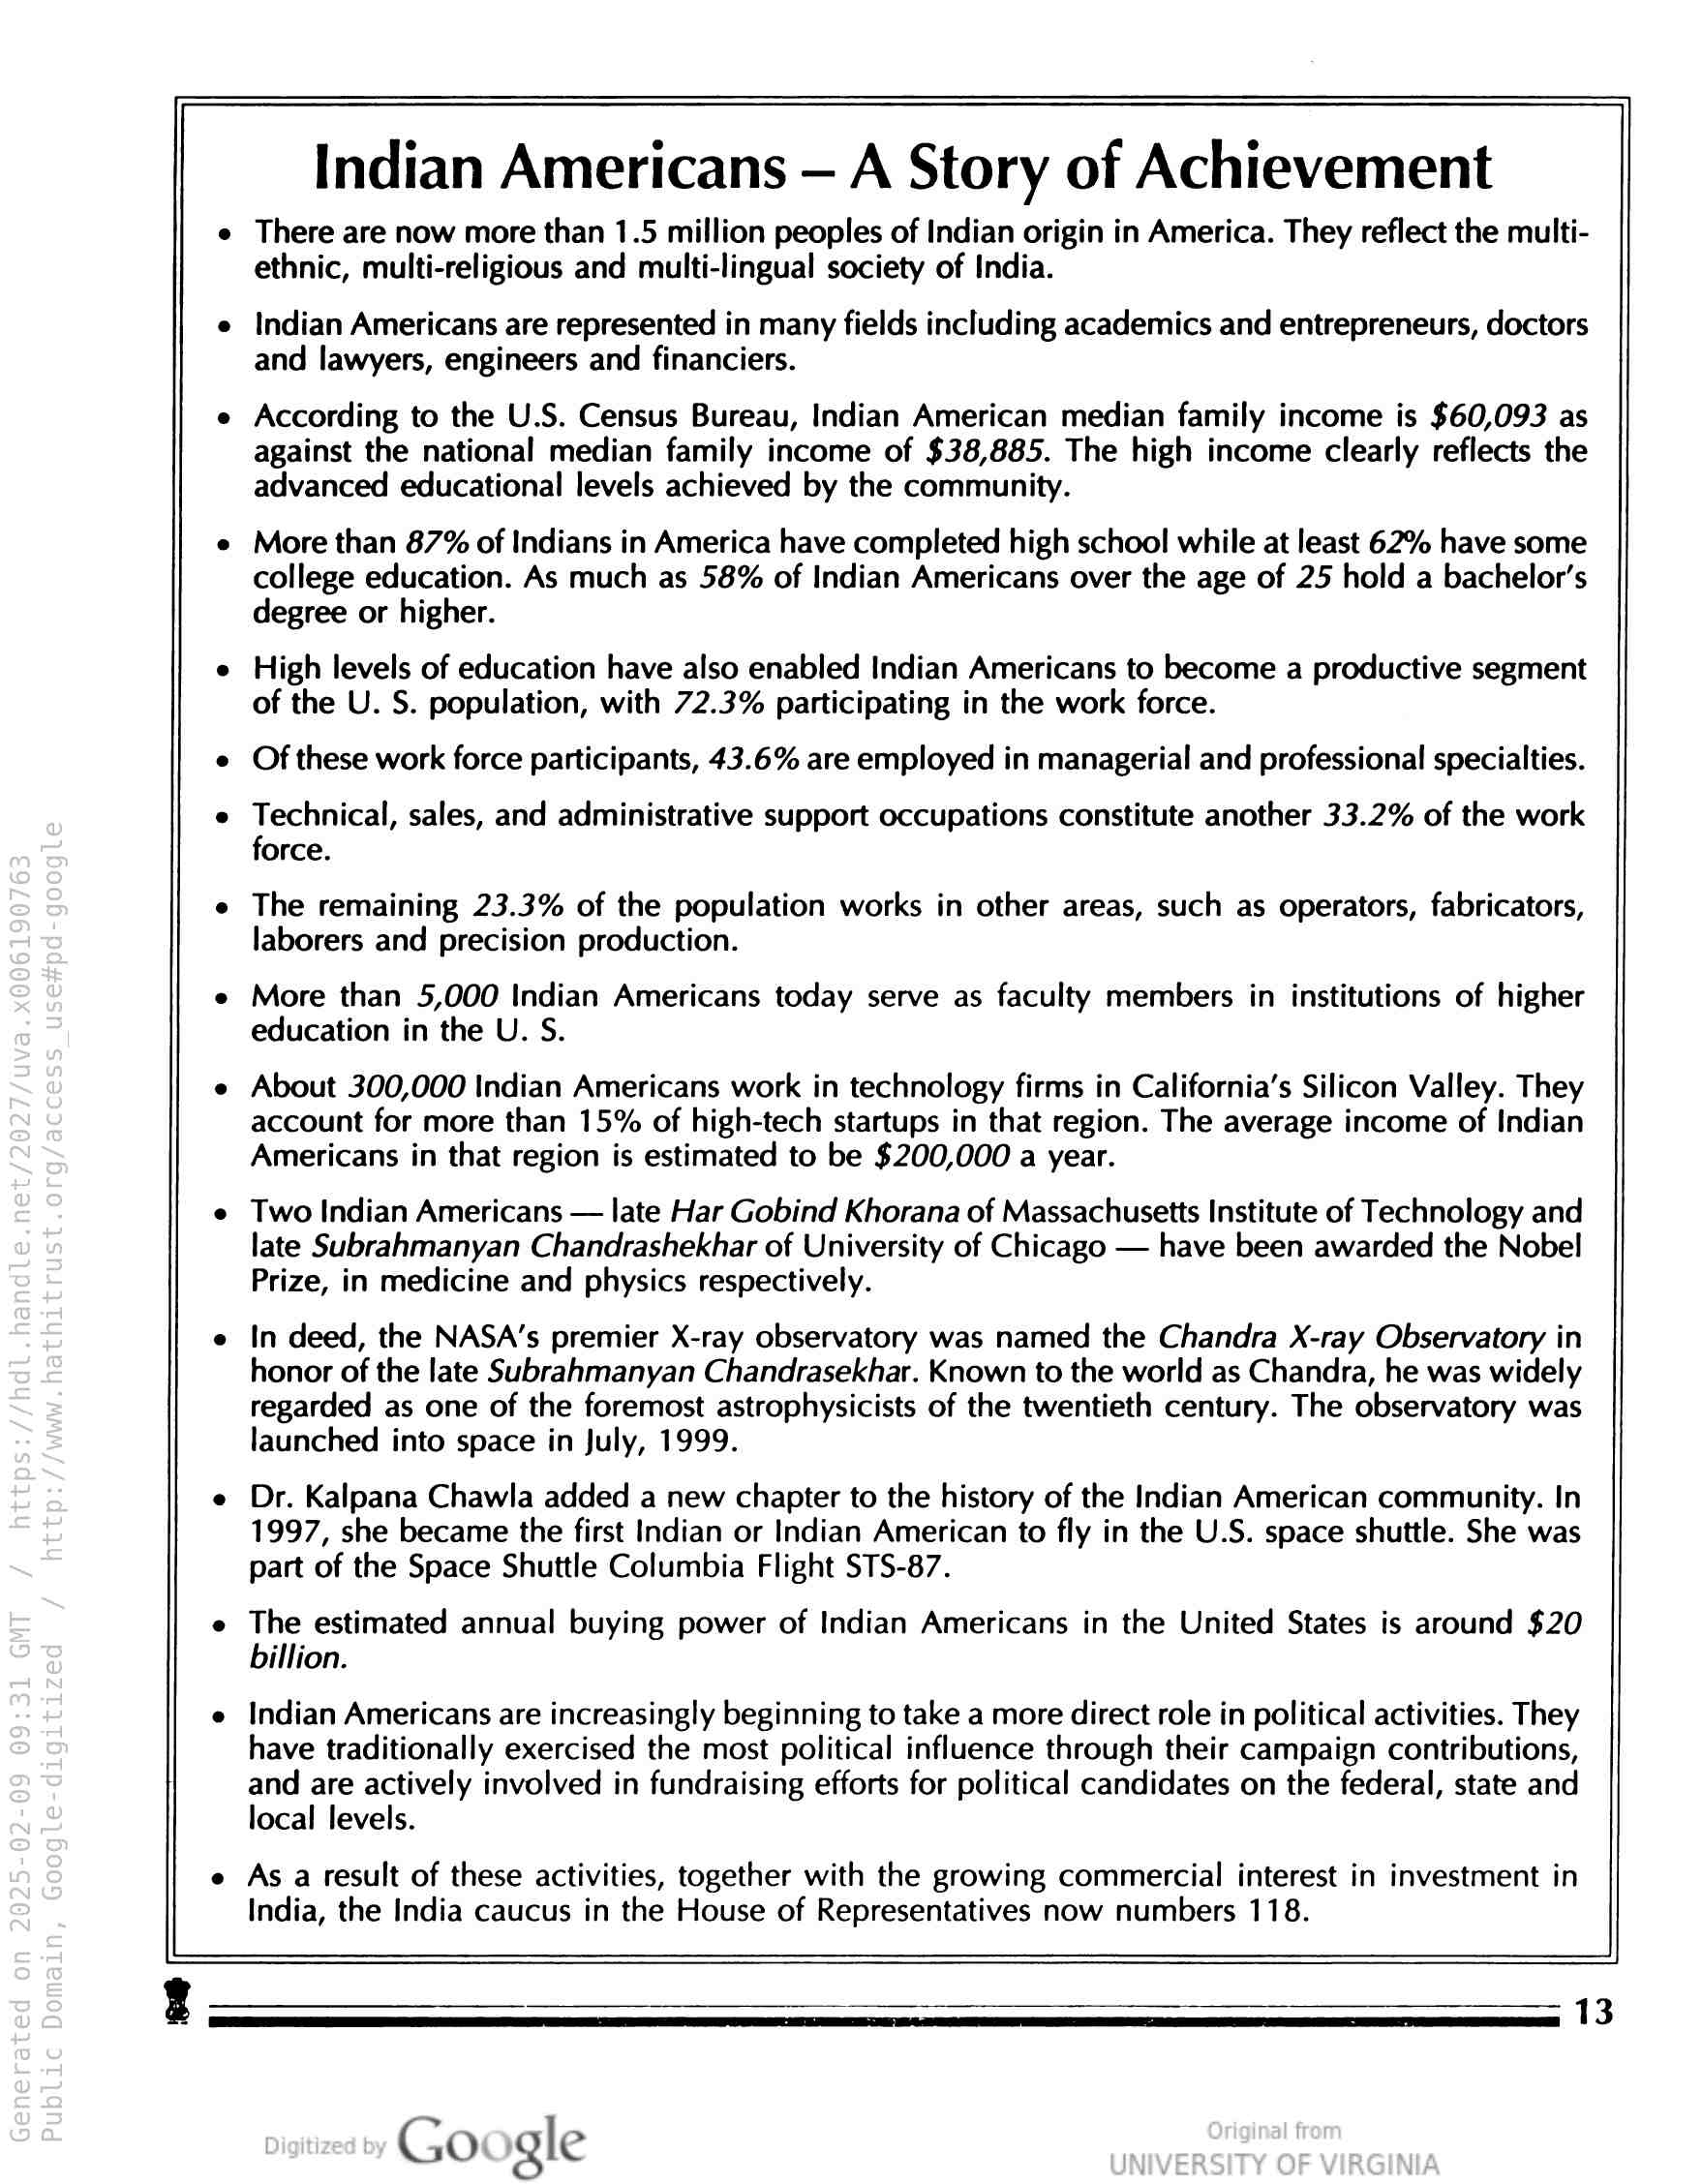 Indian Americans – A Story of Achievement
• There are now more than 1.5 million peoples of Indian origin in America. They reflect the multi-
ethnic, multi-religious and multi-lingual society of India.
• Indian Americans are represented in many fields including academics and entrepreneurs, doctors
and lawyers, engineers and financiers.
• According to the U.S. Census Bureau, Indian American median family income is $60,093 as
against the national median family income of $38,885. The high income clearly reflects the
advanced educational levels achieved by the community.
• More than 87% of Indians in America have completed high school while at least 62% have some
college education. As much as 58% of Indian Americans over the age of 25 hold a bachelor's
degree or higher.
• High levels of education have also enabled Indian Americans to become a productive segment
of the U. S. population, with 72.3% participating in the work force.
• Of these work force participants, 43.6% are employed in managerial and professional specialties.
• Technical, sales, and administrative support occupations constitute another 33.2% of the work
force.
• The remaining 23.3% of the population works in other areas, such as operators, fabricators,
laborers and precision production.
• More than 5,000 Indian Americans today serve as faculty members in institutions of higher
education in the U. S.
• About 300,000 Indian Americans work in technology firms in California's Silicon Valley. They
account for more than 15% of high-tech startups in that region. The average income of Indian
Americans in that region is estimated to be $200,000 a year.
• Two Indian Americans — late Har Gobind Khorana of Massachusetts Institute of Technology and
late Subrahmanyan Chandrashekhar of University of Chicago — have been awarded the Nobel
Prize, in medicine and physics respectively.
• In deed, the NASA's premier X-ray observatory was named the Chandra X-ray Observatory in
honor of the late Subrahmanyan Chandrasekhar. Known to the world as Chandra, he was widely
regarded as one of the foremost astrophysicists of the twentieth century. The observatory was
launched into space in July, 1999.
• Dr. Kalpana Chawla added a new chapter to the history of the Indian American community. In
1997, she became the first Indian or Indian American to fly in the U.S. space shuttle. She was
part of the Space Shuttle Columbia Flight STS-87.
• The estimated annual buying power of Indian Americans in the United States is around $20
billion.
• Indian Americans are increasingly beginning to take a more direct role in political activities. They
have traditionally exercised the most political influence through their campaign contributions,
and are actively involved in fundraising efforts for political candidates on the federal, state and
local levels.
• As a result of these activities, together with the growing commercial interest in investment in
India, the India caucus in the House of Representatives now numbers 118.
13
Generated on 2025-02-09 09:31 GMT / https://hdl.handle.net/2027/uva.x006190763
Public Domain, Google-digitized / http://www.hathitrust.org/access_use#pd-google
Digitized by Google
Original from
UNIVERSITY OF VIRGINIA